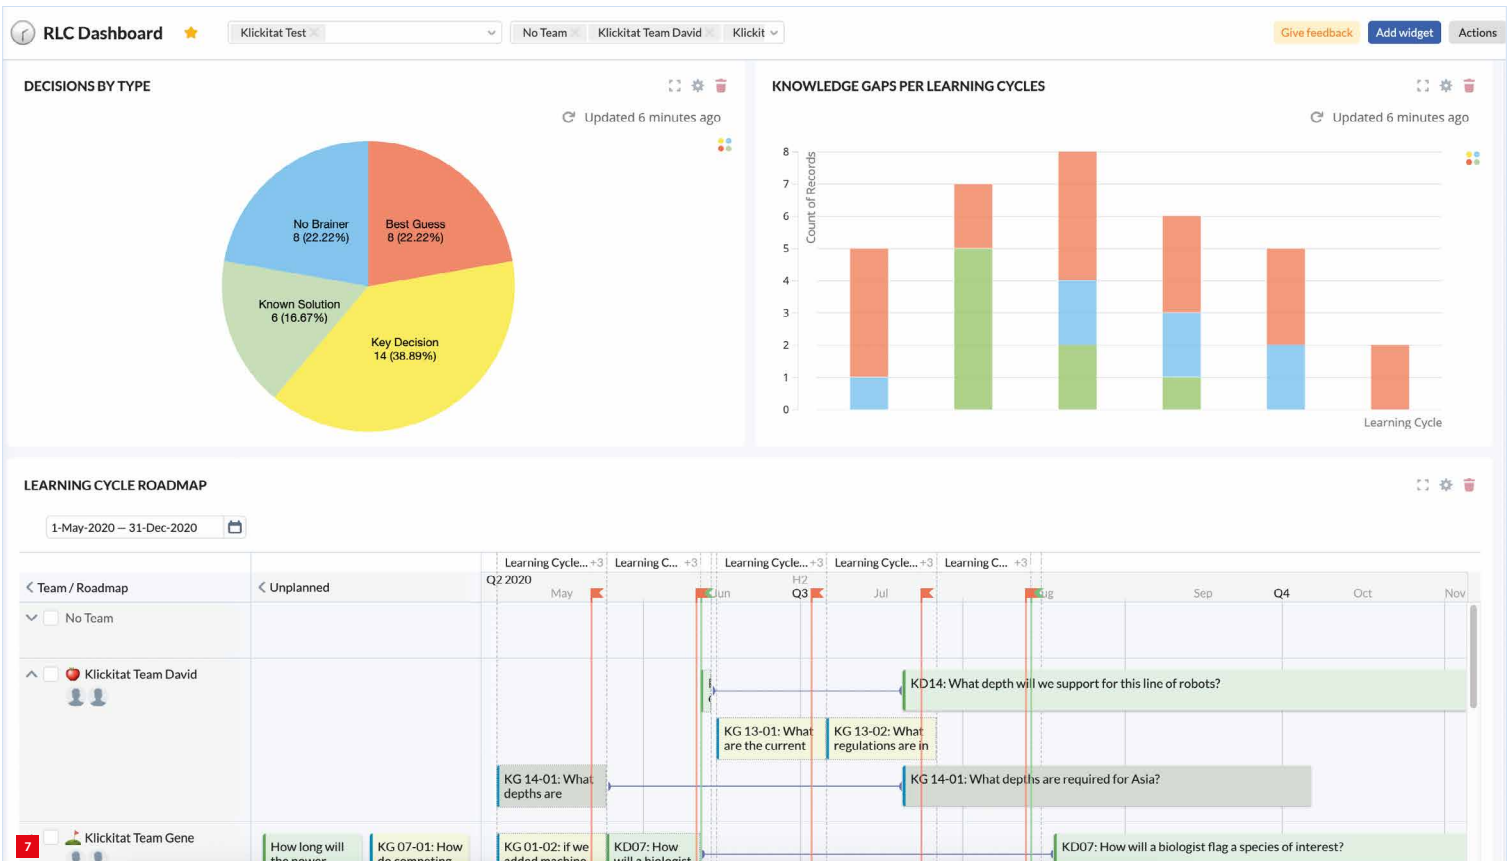 RLC Dashboard
Klickitat Test
No Team
Klickitat Team David
Klickit
Give feedback
Add widget
Actions
DECISIONS BY TYPE
Updated 6 minutes ago
No Brainer
8 (22.22%)
Best Guess
8 (22.22%)
Known Solution
6 (16.67%)
Key Decision
14 (38.89%)
KNOWLEDGE GAPS PER LEARNING CYCLES
Updated 6 minutes ago
Count of Records
8
7
6
5
4
3
2
1
0
Learning Cycle
LEARNING CYCLE ROADMAP
1-May-2020 — 31-Dec-2020
Learning Cycle... +3
Learning C... +3
Learning Cycle... +3
Learning Cycle... +3
Learning C... +3
Team / Roadmap
Unplanned
Q2 2020
H2
May
Jun
Q3
Jul
ug
Sep
Q4
Oct
Nov
No Team
Klickitat Team David
KD14: What depth will we support for this line of robots?
KG 13-01: What
are the current
KG 13-02: What
regulations are in
KG 14-01: What
depths are
KG 14-01: What depths are required for Asia?
7
Klickitat Team Gene
How long will
the power
KG 07-01: How
do competing
KG 01-02: if we
added machine
KD07: How
will a biologist
KD07: How will a biologist flag a species of interest?